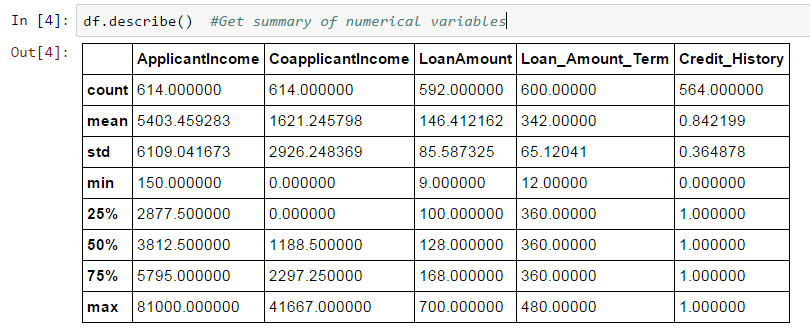 In [4]: df.describe()  #Get summary of numerical variables
Out[4]:
ApplicantIncome CoapplicantIncome LoanAmount Loan_Amount_Term Credit_History
count 614.000000 614.000000 592.000000 600.00000 564.000000
mean 5403.459283 1621.245798 146.412162 342.00000 0.842199
std 6109.041673 2926.248369 85.587325 65.12041 0.364878
min 150.000000 0.000000 9.000000 12.00000 0.000000
25% 2877.500000 0.000000 100.000000 360.00000 1.000000
50% 3812.500000 1188.500000 128.000000 360.00000 1.000000
75% 5795.000000 2297.250000 168.000000 360.00000 1.000000
max 81000.000000 41667.000000 700.000000 480.00000 1.000000